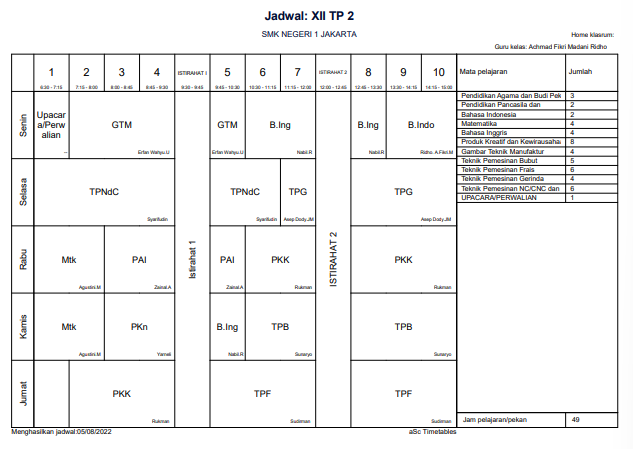 Jadwal: XII TP 2
SMK NEGERI 1 JAKARTA
Home klasrum:
Guru kelas: Achmad Fikri Madani Ridho
1 2 3 4 ISTIRAHAT I 5 6 7 ISTIRAHAT 2 8 9 10 Mata pelajaran Jumlah
6:30 - 7:15 7:15 - 8:00 8:00 - 8:45 8:45 - 9:30 9:30 - 9:45 9:45 - 10:30 10:30 - 11:15 11:15 - 12:00 12:00 - 12:45 12:45 - 13:30 13:30 - 14:15 14:15 - 15:00
Senin
Upacar
a/Perw
alian
--
GTM
Erfan Wahyu.U
GTM
Erfan Wahyu.U
B.Ing
Nabil.R
B.Ing
Nabil.R
B.Indo
Ridho. A.Fikri.M
Selasa
TPNdC
Syarifudin
TPNdC
Syarifudin
TPG
Asep Dody.JM
TPG
Asep Dody.JM
Istirahat 1
ISTIRAHAT 2
Rabu
Mtk
Agustini.M
PAI
Zainal.A
PAI
Zainal.A
PKK
Rukman
PKK
Rukman
Kamis
Mtk
Agustini.M
PKn
Yameli
B.Ing
Nabil.R
TPB
Sunaryo
TPB
Sunaryo
Jumat
PKK
Rukman
TPF
Sudiman
TPF
Sudiman
Pendidikan Agama dan Budi Pek 3
Pendidikan Pancasila dan 2
Bahasa Indonesia 2
Matematika 4
Bahasa Inggris 4
Produk Kreatif dan Kewirausaha 8
Gambar Teknik Manufaktur 4
Teknik Pemesinan Bubut 5
Teknik Pemesinan Frais 6
Teknik Pemesinan Gerinda 4
Teknik Pemesinan NC/CNC dan 6
UPACARA/PERWALIAN 1
Jam pelajaran/pekan 49
Menghasilkan jadwal:05/08/2022
aSc Timetables